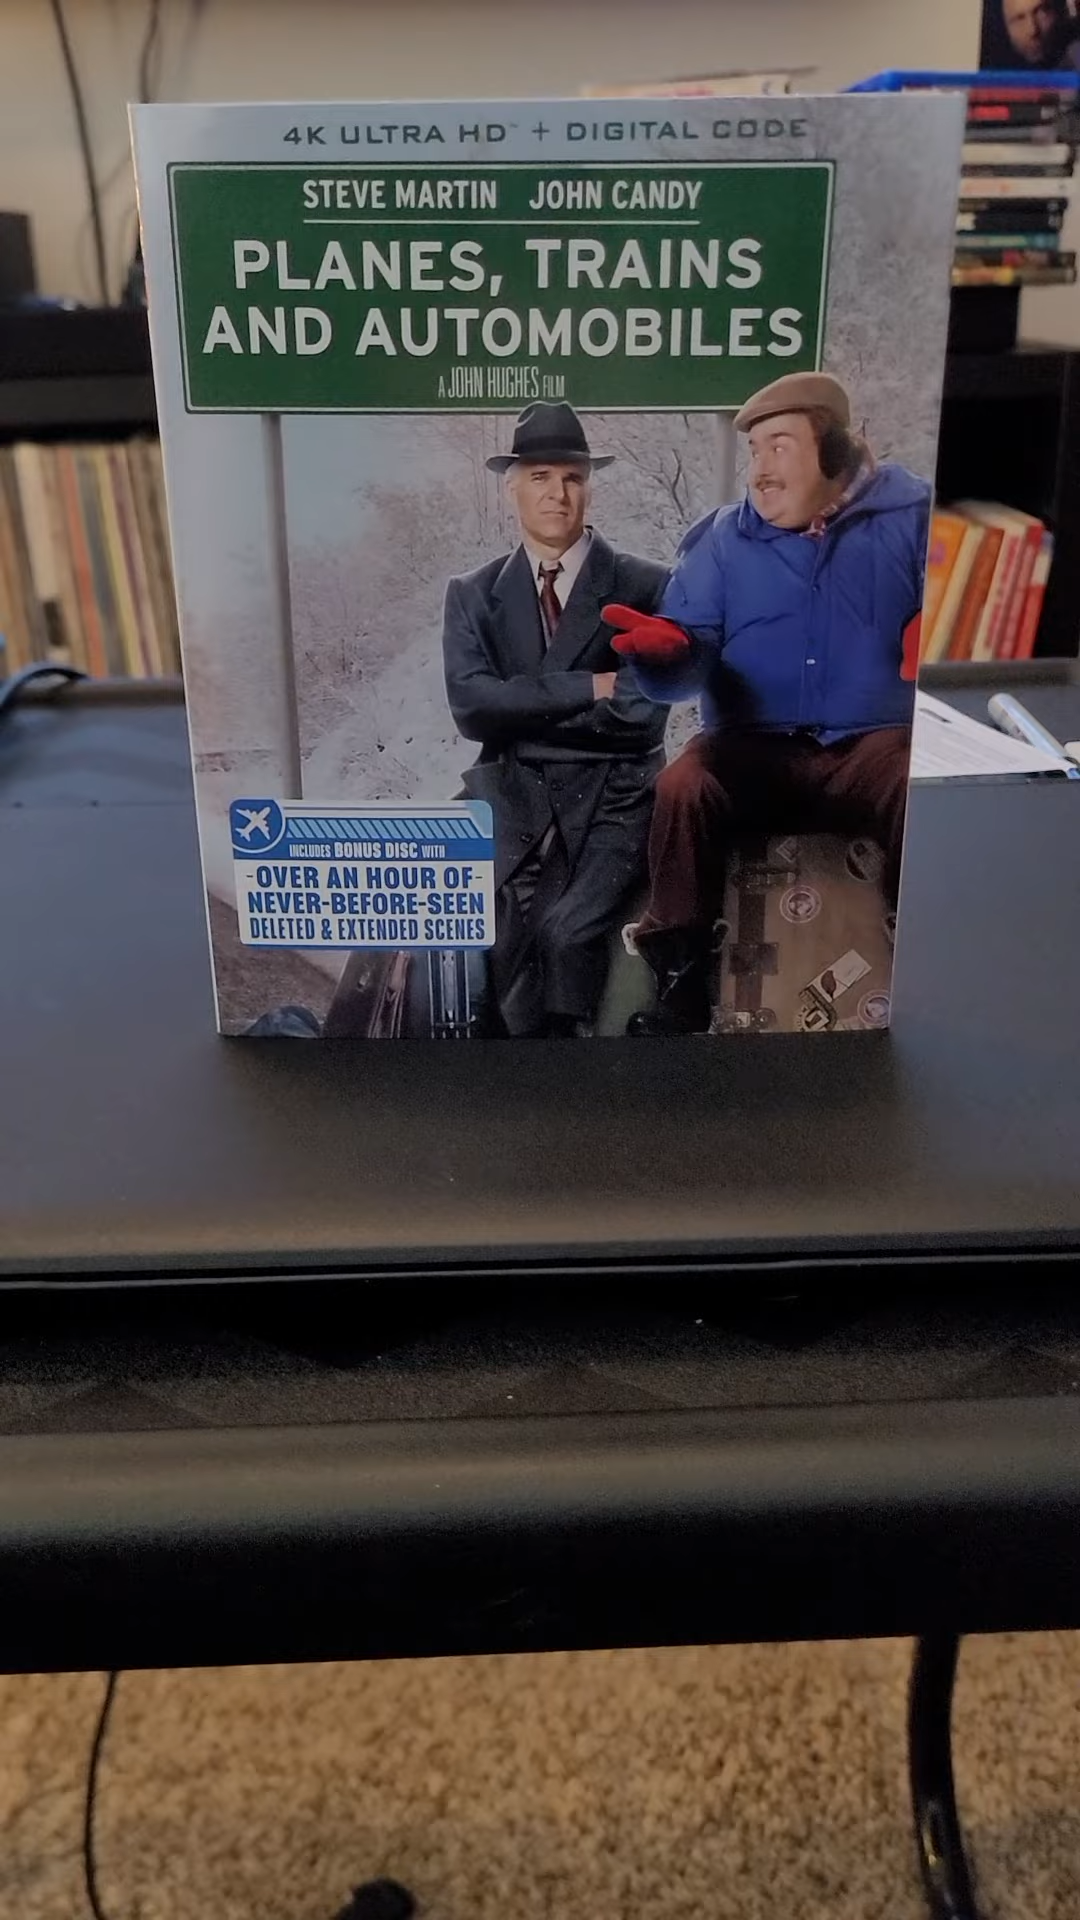 4K ULTRA HD™ + DIGITAL CODE
STEVE MARTIN JOHN CANDY
PLANES, TRAINS
AND AUTOMOBILES
A JOHN HUGHES FILM
INCLUDES BONUS DISC WITH
-OVER AN HOUR OF-
NEVER-BEFORE-SEEN
DELETED & EXTENDED SCENES